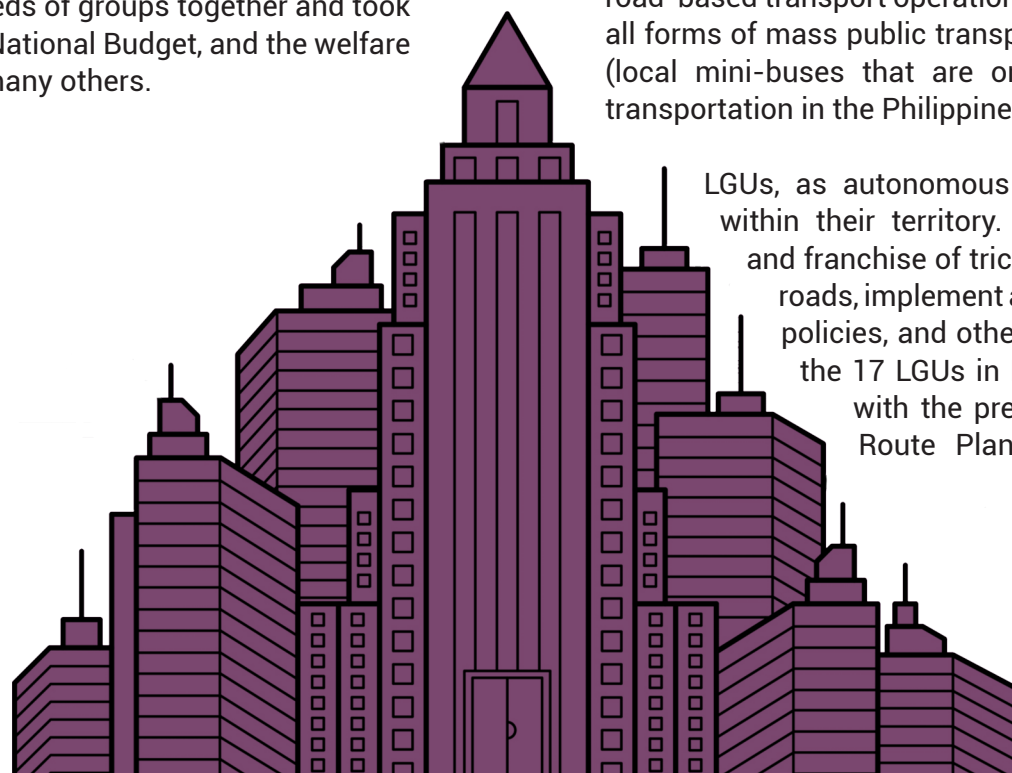 eds of groups together and took
National Budget, and the welfare
many others.
road-based transport operation
all forms of mass public transp
(local mini-buses that are or
transportation in the Philippine
LGUs, as autonomous
within their territory.
and franchise of tric
roads, implement a
policies, and othe
the 17 LGUs in
with the pre
Route Plan